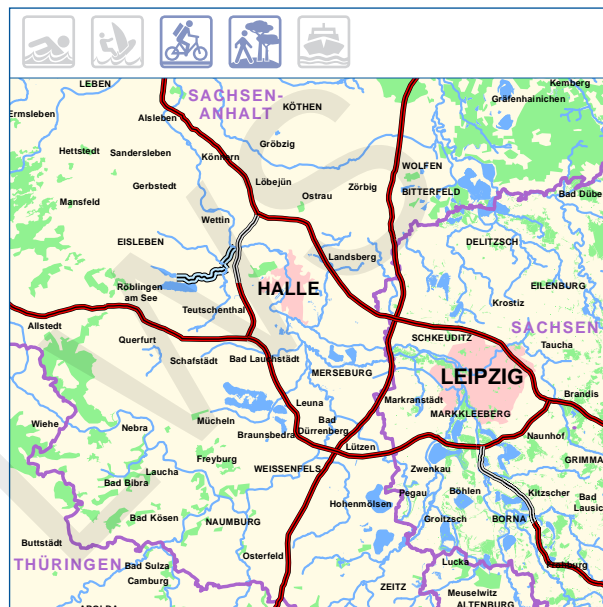 LEBEN
Kemberg
SACHSEN-
ANHALT
Gräfenhainichen
KÖTHEN
Ermsleben
Alsleben
Gröbzig
Hettstedt
Sandersleben
Könnern
WOLFEN
Löbejün
Gerbstedt
Zörbig
BITTERFELD
Bad Dübe
Ostrau
Mansfeld
Wettin
EISLEBEN
DELITZSCH
Landsberg
Röblingen
am See
HALLE
EILENBURG
Krostiz
Teutschenthal
Allstedt
SACHSEN
Querfurt
SCHKEUDITZ
Taucha
Schafstädt
Bad Lauchstädt
MERSEBURG
LEIPZIG
Brandis
Leuna
Markranstädt
MARKKLEEBERG
Wiehe
Nebra
Mücheln
Bad
Dürrenberg
Braunsbedra
Naunhof
Lützen
Freyburg
GRIMMA
Laucha
WEISSENFELS
Zwenkau
Bad Bibra
Pegau
Böhlen
Kitzscher
Bad
Lausick
Hohenmölsen
Bad Kösen
NAUMBURG
Groitzsch
BORNA
Buttstädt
Osterfeld
THÜRINGEN
Bad Sulza
Lucka
Frohburg
Camburg
ZEITZ
Meuselwitz
ALTENBURG
APOLDA
LVwS